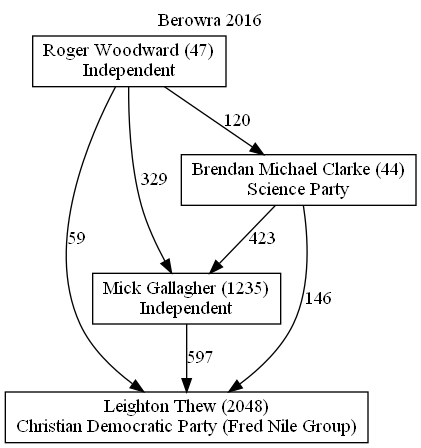 Berowra 2016
Roger Woodward (47)
Independent
120
Brendan Michael Clarke (44)
Science Party
329
59
423
Mick Gallagher (1235)
Independent
146
597
Leighton Thew (2048)
Christian Democratic Party (Fred Nile Group)